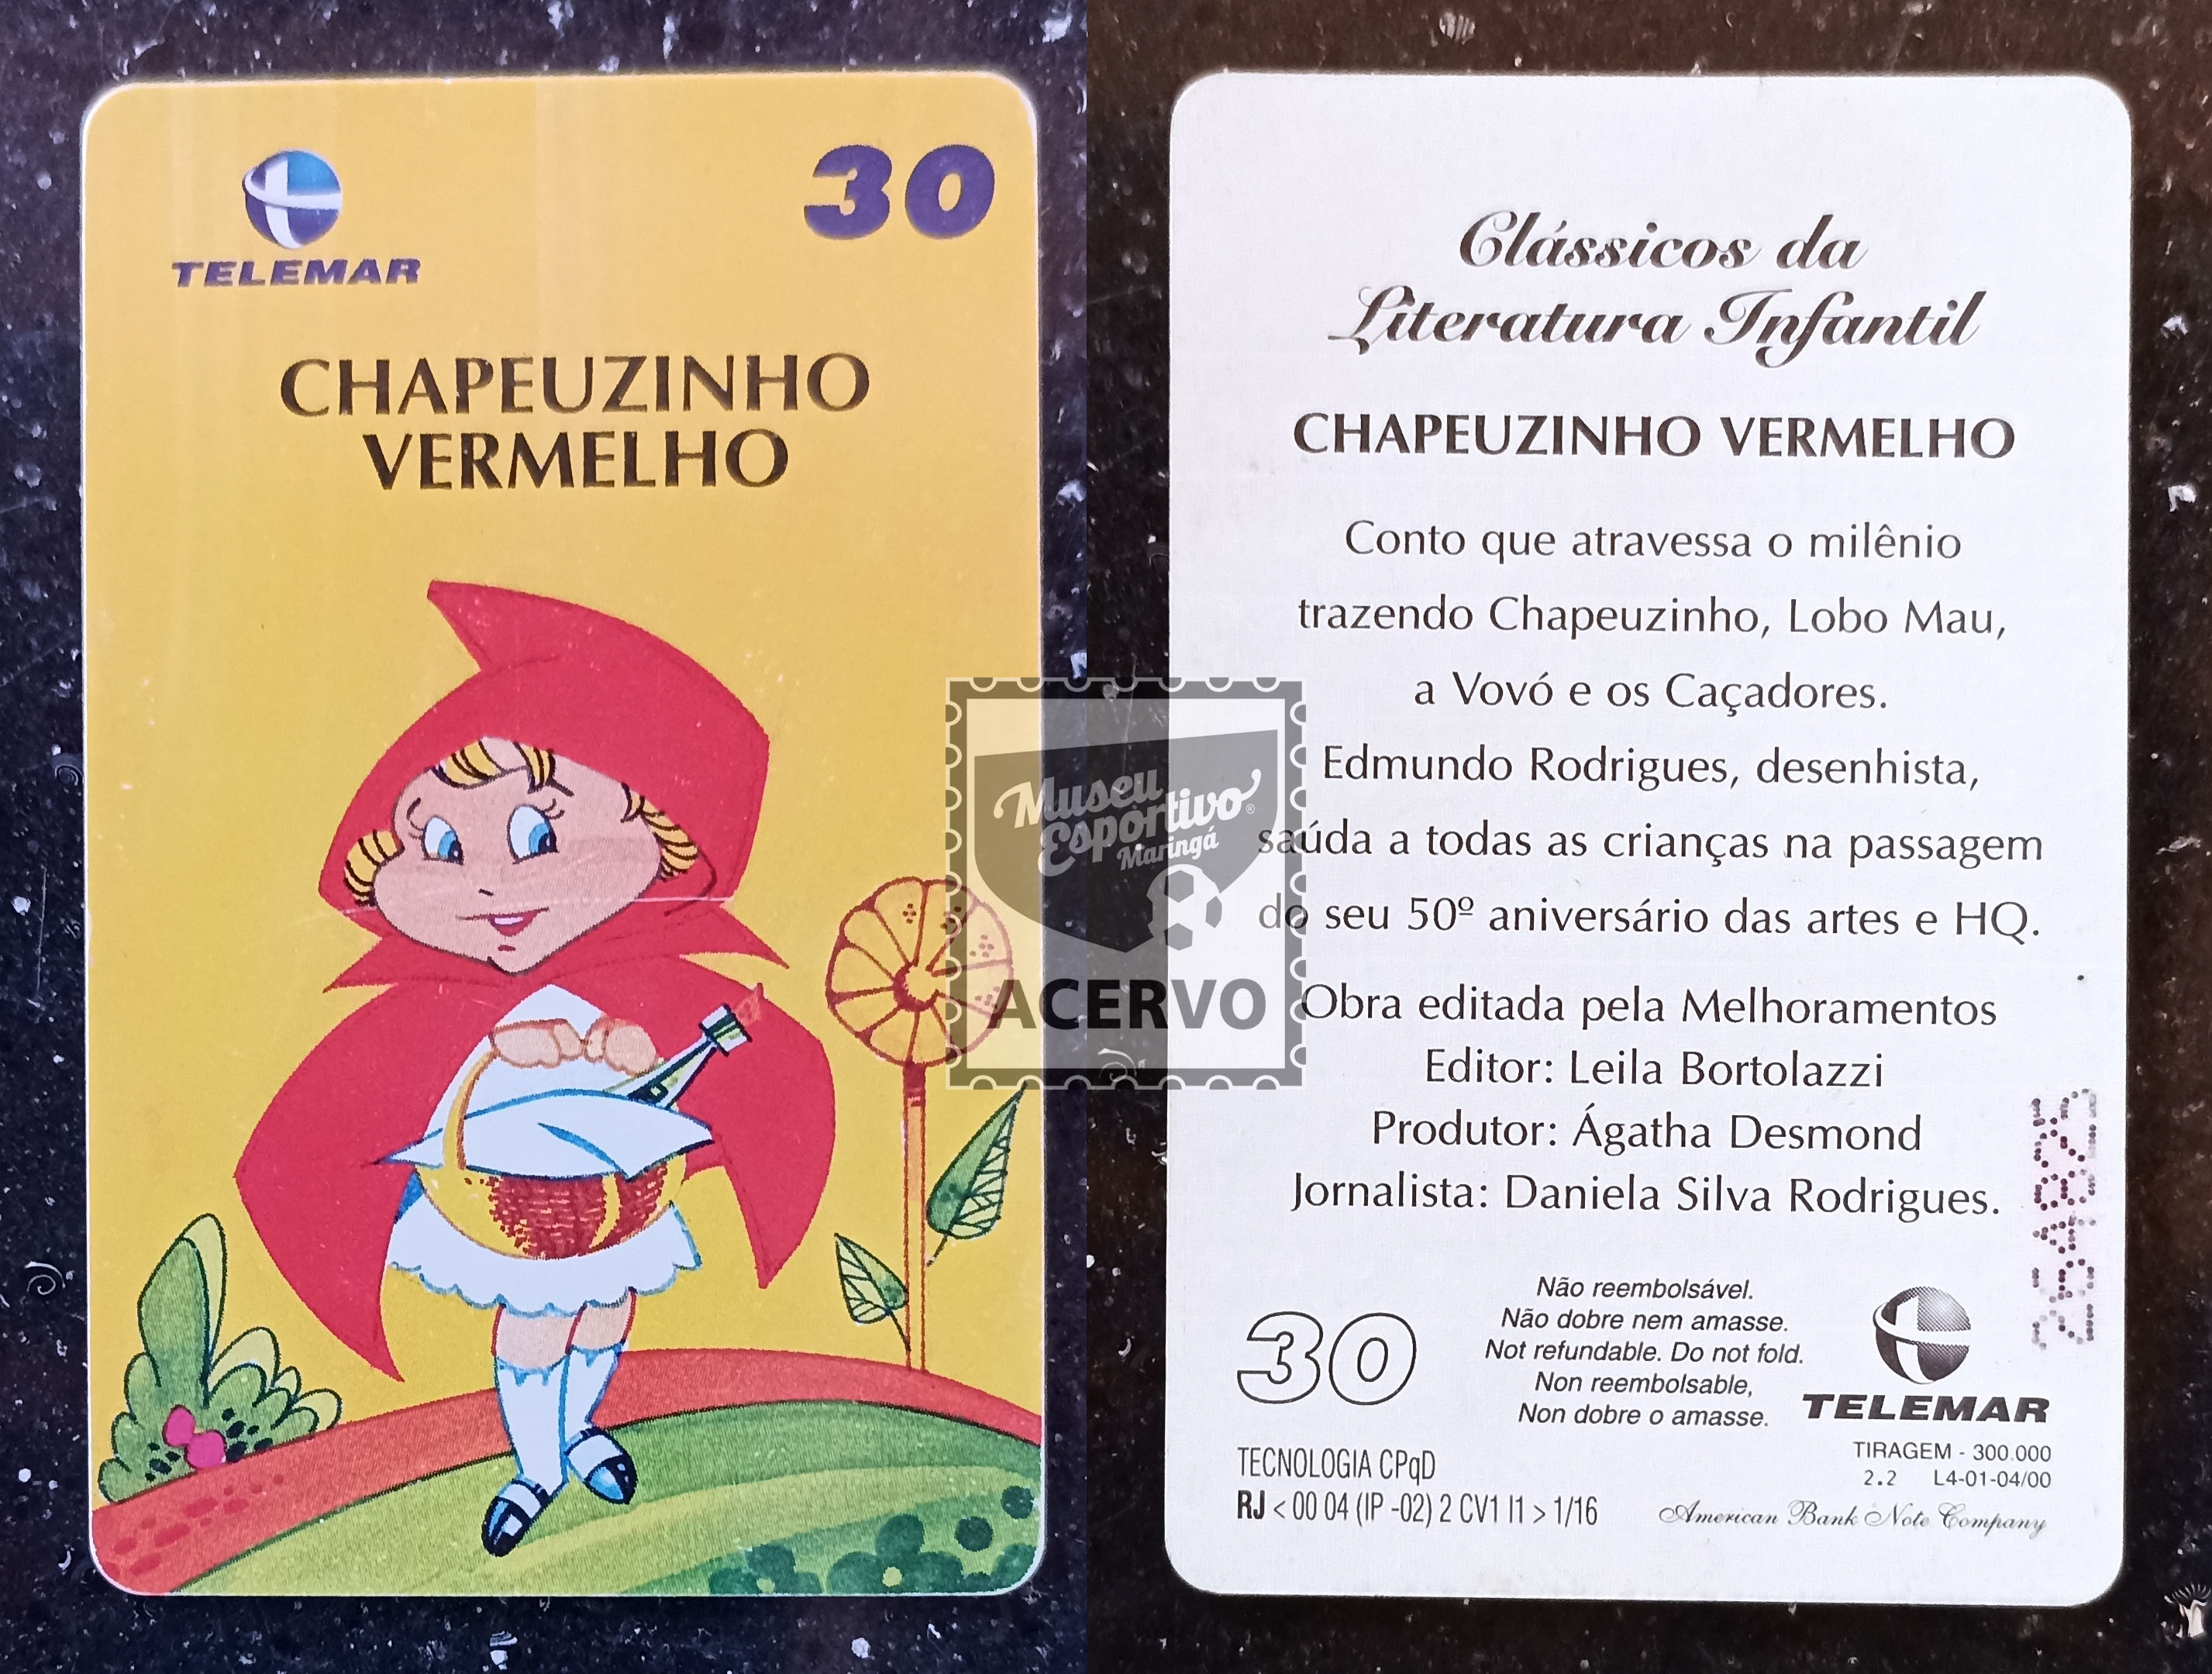 TELEMAR
30
CHAPEUZINHO
VERMELHO
Clássicos da
Literatura Infantil
CHAPEUZINHO VERMELHO
Conto que atravessa o milênio
trazendo Chapeuzinho, Lobo Mau,
a Vovó e os Caçadores.
Edmundo Rodrigues, desenhista,
saúda a todas as crianças na passagem
do seu 50º aniversário das artes e HQ.
Obra editada pela Melhoramentos
Editor: Leila Bortolazzi
Produtor: Ágatha Desmond
Jornalista: Daniela Silva Rodrigues.
30
Não reembolsável.
Não dobre nem amasse.
Not refundable. Do not fold.
Non reembolsable,
Non dobre o amasse.
TELEMAR
TIRAGEM - 300.000
2.2 L4-01-04/00
TECNOLOGIA CPqD
RJ < 00 04 (IP -02) 2 CV1 I1 > 1/16
American Bank Note Company
Museu
Esportivo®
Maringá
ACERVO